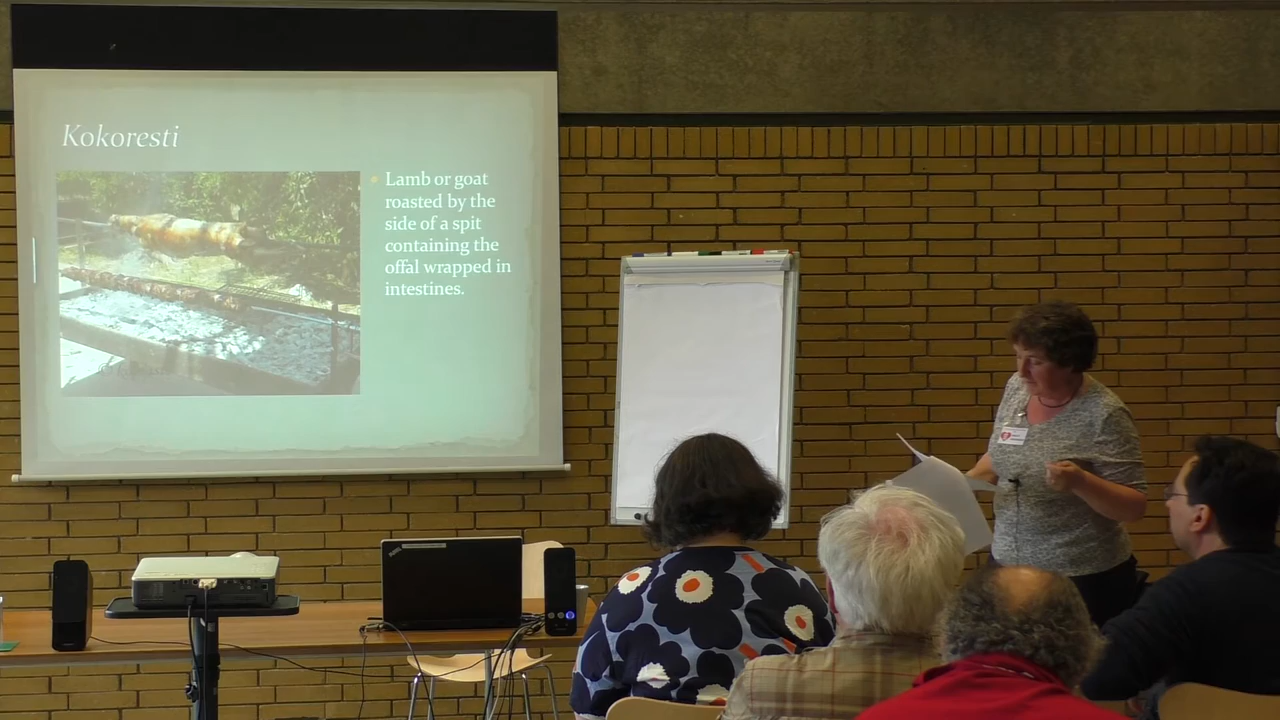 Kokoresti
Lamb or goat
roasted by the
side of a spit
containing the
offal wrapped in
intestines.